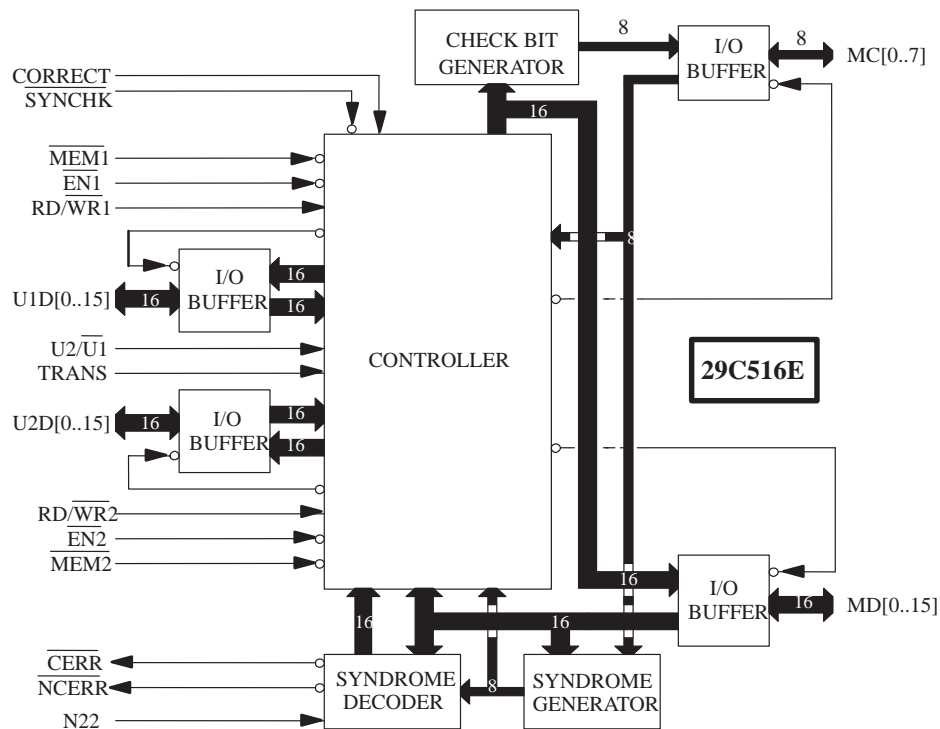 CHECK BIT
GENERATOR
8
I/O
BUFFER
8
MC[0..7]
CORRECT
SYNCHK
16
MEM1
EN1
RD/WR1
8
I/O
BUFFER
16
16
U1D[0..15]
16
U2/U1
TRANS
CONTROLLER
29C516E
I/O
BUFFER
16
16
U2D[0..15]
16
RD/WR2
EN2
MEM2
16
I/O
BUFFER
16
MD[0..15]
16
16
CERR
NCERR
N22
SYNDROME
DECODER
8
SYNDROME
GENERATOR